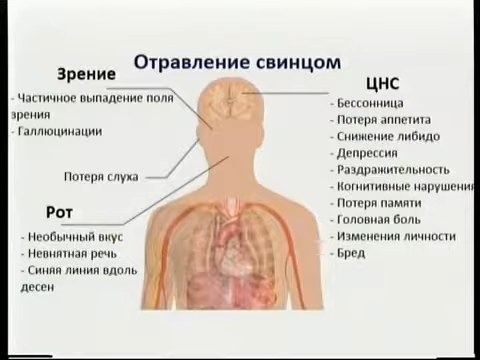 Отравление свинцом
Зрение
- Частичное выпадение поля
зрения
- Галлюцинации
Потеря слуха
Рот
- Необычный вкус
- Невнятная речь
- Синяя линия вдоль
десен
ЦНС
- Бессонница
- Потеря аппетита
- Снижение либидо
- Депрессия
- Раздражительность
- Когнитивные нарушения
- Потеря памяти
- Головная боль
- Изменения личности
- Бред